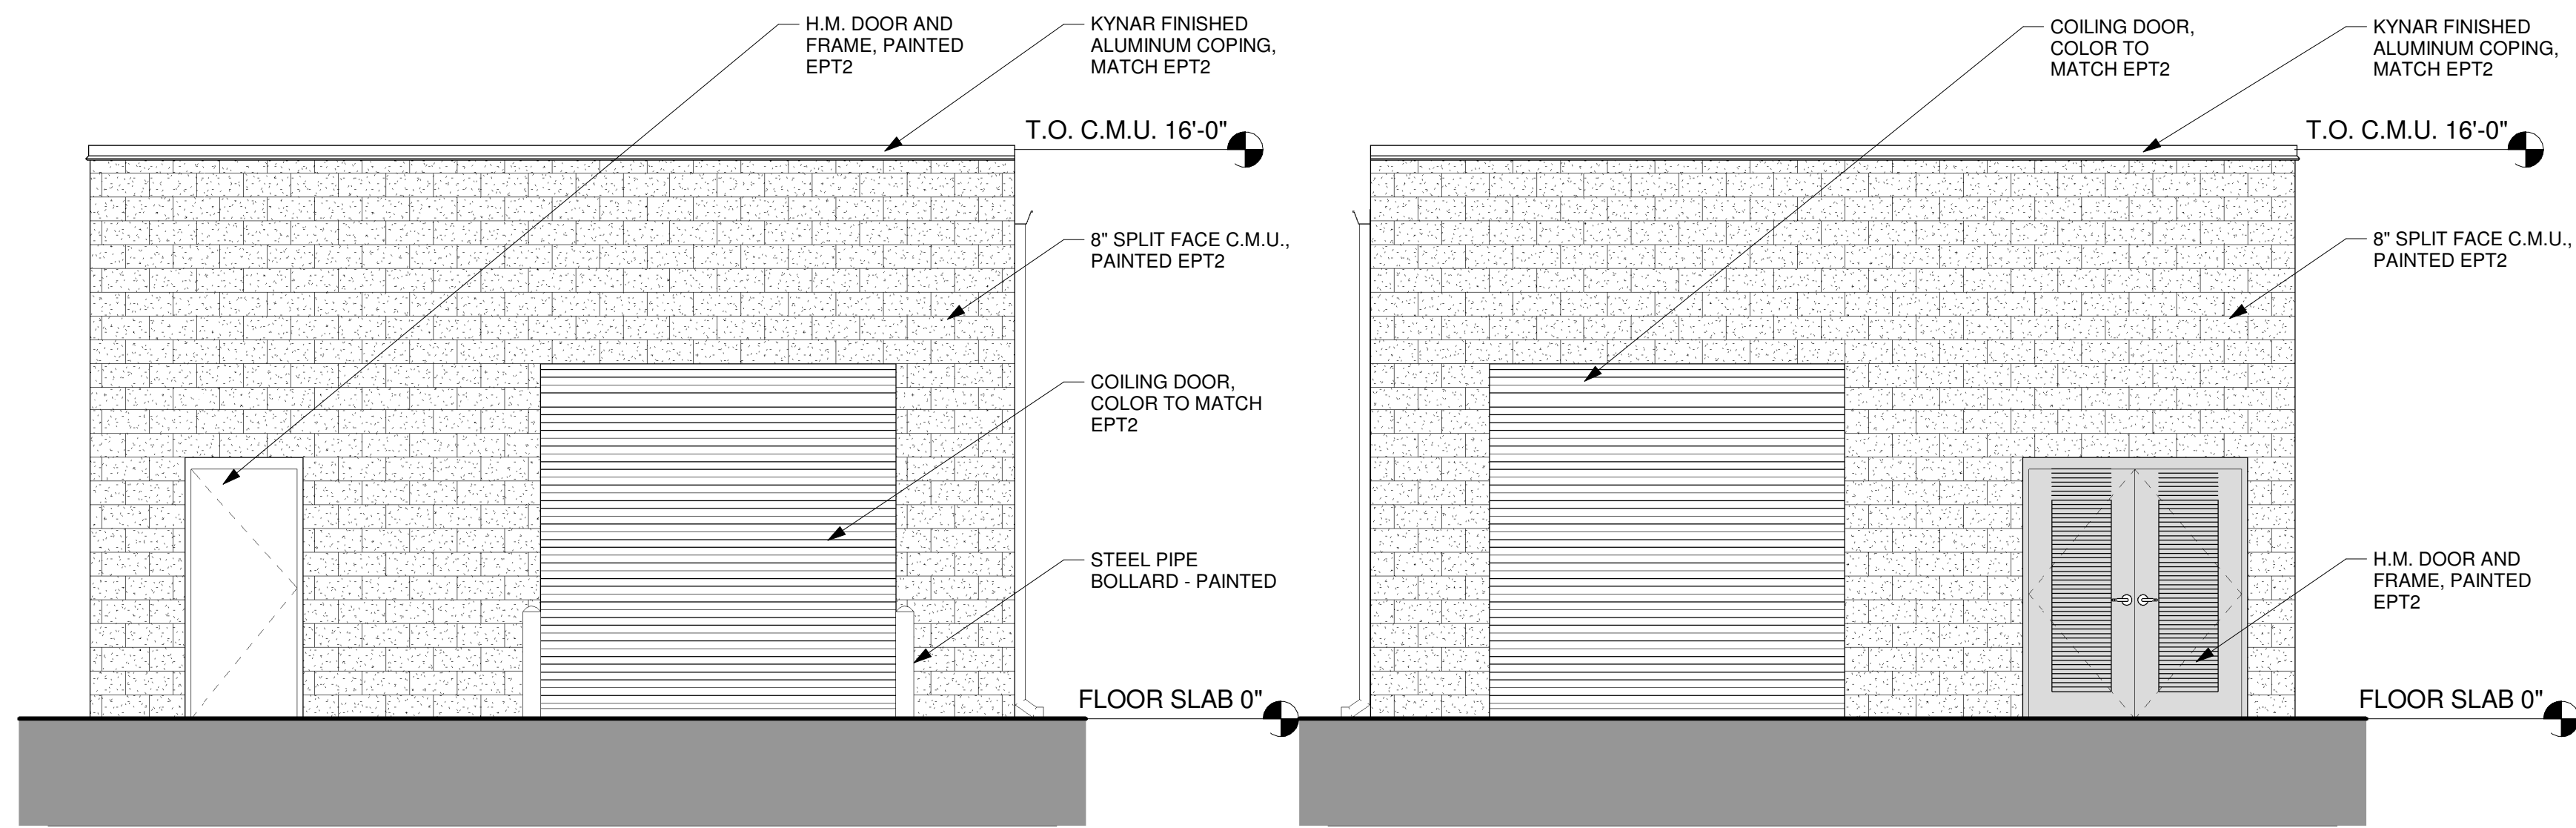 H.M. DOOR AND
FRAME, PAINTED
EPT2
KYNAR FINISHED
ALUMINUM COPING,
MATCH EPT2
T.O. C.M.U. 16'-0"
8" SPLIT FACE C.M.U.,
PAINTED EPT2
COILING DOOR,
COLOR TO MATCH
EPT2
STEEL PIPE
BOLLARD - PAINTED
FLOOR SLAB 0"
COILING DOOR,
COLOR TO
MATCH EPT2
KYNAR FINISHED
ALUMINUM COPING,
MATCH EPT2
T.O. C.M.U. 16'-0"
8" SPLIT FACE C.M.U.,
PAINTED EPT2
H.M. DOOR AND
FRAME, PAINTED
EPT2
FLOOR SLAB 0"